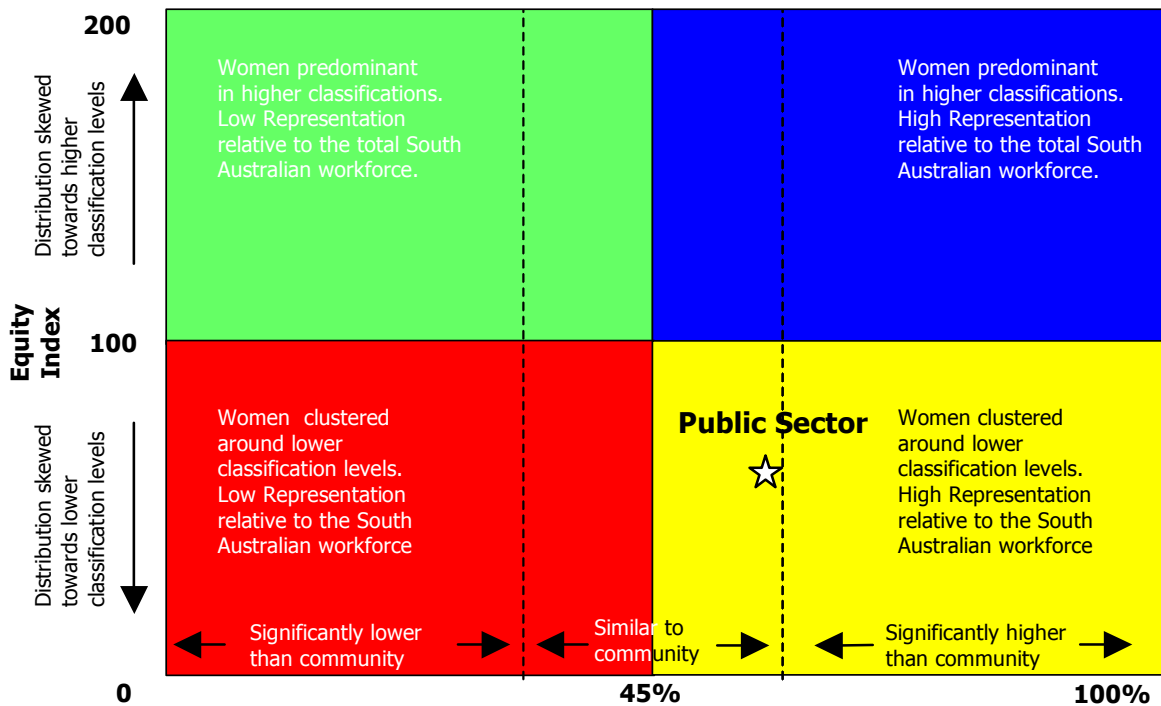 200
Distribution skewed
towards higher
classification levels
Women predominant
in higher classifications.
Low Representation
relative to the total South
Australian workforce.
Women predominant
in higher classifications.
High Representation
relative to the total South
Australian workforce.
Equity
Index
100
Distribution skewed
towards lower
classification levels
Women clustered
around lower
classification levels.
Low Representation
relative to the South
Australian workforce
Public Sector
Women clustered
around lower
classification levels.
High Representation
relative to the South
Australian workforce
Significantly lower
than community
Similar to
community
Significantly higher
than community
0
45%
100%